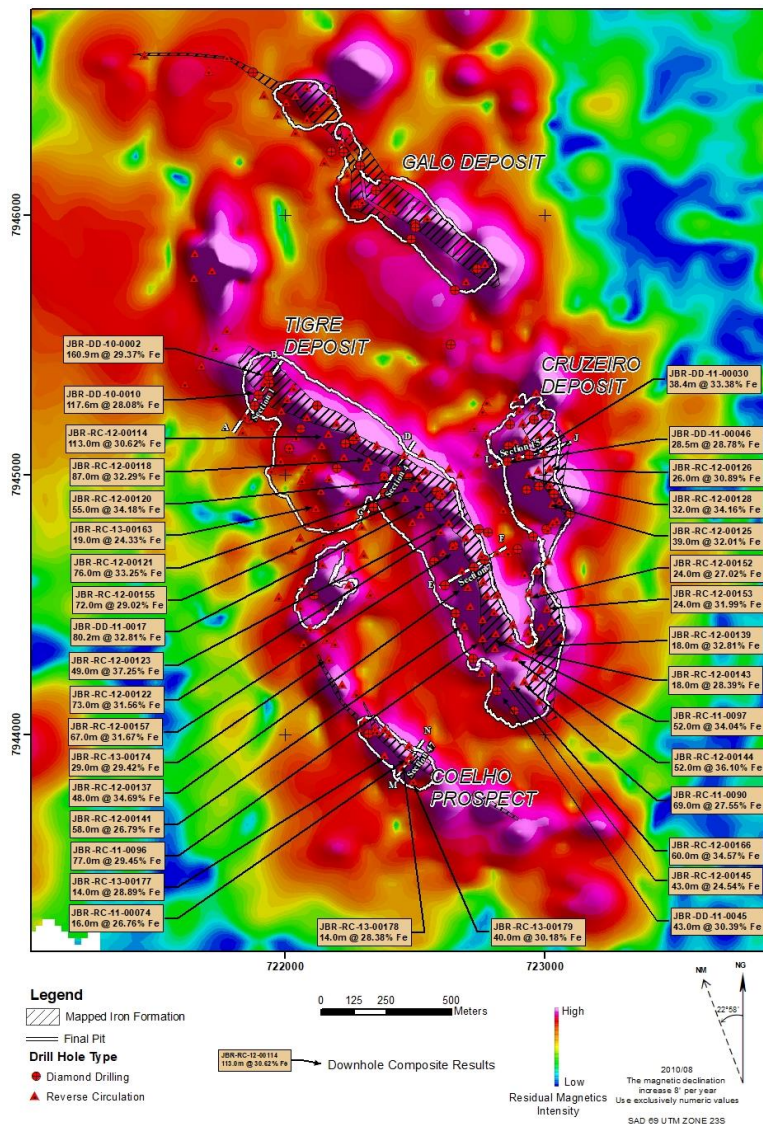 GALO DEPOSIT
7946000
TIGRE
DEPOSIT
CRUZEIRO
DEPOSIT
JBR-DD-10-0002
160.9m @ 29.37% Fe
JBR-DD-10-0010
117.6m @ 28.08% Fe
JBR-RC-12-00114
113.0m @ 30.62% Fe
JBR-RC-12-00118
87.0m @ 32.29% Fe
JBR-RC-12-00120
55.0m @ 34.18% Fe
JBR-RC-13-00163
19.0m @ 24.33% Fe
JBR-RC-12-00121
76.0m @ 33.25% Fe
JBR-RC-12-00155
72.0m @ 29.02% Fe
JBR-DD-11-0017
80.2m @ 32.81% Fe
JBR-RC-12-00123
49.0m @ 37.25% Fe
JBR-RC-12-00122
73.0m @ 31.56% Fe
JBR-RC-12-00157
67.0m @ 31.67% Fe
JBR-RC-13-00174
29.0m @ 29.42% Fe
JBR-RC-12-00137
48.0m @ 34.69% Fe
JBR-RC-12-00141
58.0m @ 26.79% Fe
JBR-RC-11-0096
77.0m @ 29.45% Fe
JBR-RC-13-00177
14.0m @ 28.89% Fe
JBR-RC-11-00074
16.0m @ 26.76% Fe
7945000
7944000
A
B
Section 1
D
E
F
I
J
Section 5
M
N
COELHO
PROSPECT
JBR-DD-11-00030
38.4m @ 33.38% Fe
JBR-DD-11-00046
28.5m @ 28.78% Fe
JBR-RC-12-00126
26.0m @ 30.89% Fe
JBR-RC-12-00128
32.0m @ 34.16% Fe
JBR-RC-12-00125
39.0m @ 32.01% Fe
JBR-RC-12-00152
24.0m @ 27.02% Fe
JBR-RC-12-00153
24.0m @ 31.99% Fe
JBR-RC-12-00139
18.0m @ 32.81% Fe
JBR-RC-12-00143
18.0m @ 28.39% Fe
JBR-RC-11-0097
52.0m @ 34.04% Fe
JBR-RC-12-00144
52.0m @ 36.10% Fe
JBR-RC-11-0090
69.0m @ 27.55% Fe
JBR-RC-12-00166
60.0m @ 34.57% Fe
JBR-RC-12-00145
43.0m @ 24.54% Fe
JBR-DD-11-0045
43.0m @ 30.39% Fe
JBR-RC-13-00178
14.0m @ 28.38% Fe
JBR-RC-13-00179
40.0m @ 30.18% Fe
722000
723000
Legend
Mapped Iron Formation
Final Pit
Drill Hole Type
Diamond Drilling
Reverse Circulation
0 125 250 500
Meters
JBR-RC-12-00114
113.0m @ 30.62% Fe
Downhole Composite Results
High
Low
Residual Magnetics
Intensity
NM
NG
22°58'
2010/08
The magnetic declination
increase 8' per year
Use exclusively numeric values
SAD 69 UTM ZONE 23S